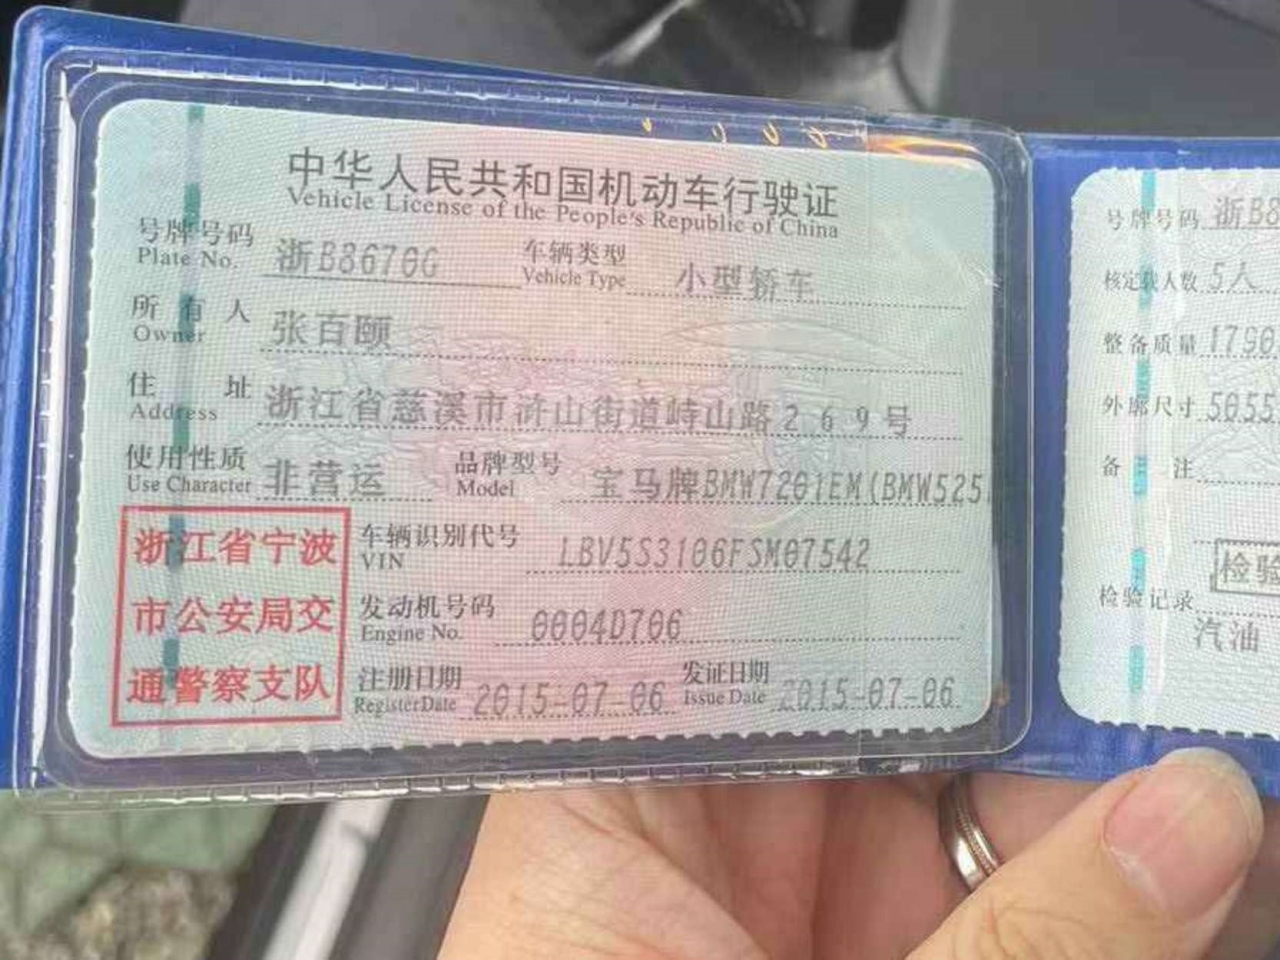 中华人民共和国机动车行驶证
Vehicle License of the People's Republic of China
号牌号码 浙B8670G 车辆类型 小型轿车
Plate No. Vehicle Type
所有人 张百颐
Owner
住址 浙江省慈溪市浒山街道峙山路269号
Address
使用性质 非营运 品牌型号 宝马牌BMW7201EM(BMW525
Use Character Model
浙江省宁波
市公安局交
通警察支队
车辆识别代号 LBV5S3106FSM07542
VIN
发动机号码 0004D706
Engine No.
注册日期 2015-07-06 发证日期 2015-07-06
Register Date Issue Date
号牌号码 浙B8
核定载人数 5人
整备质量 1790
外廓尺寸 5055
备注
检验
检验记录
汽油